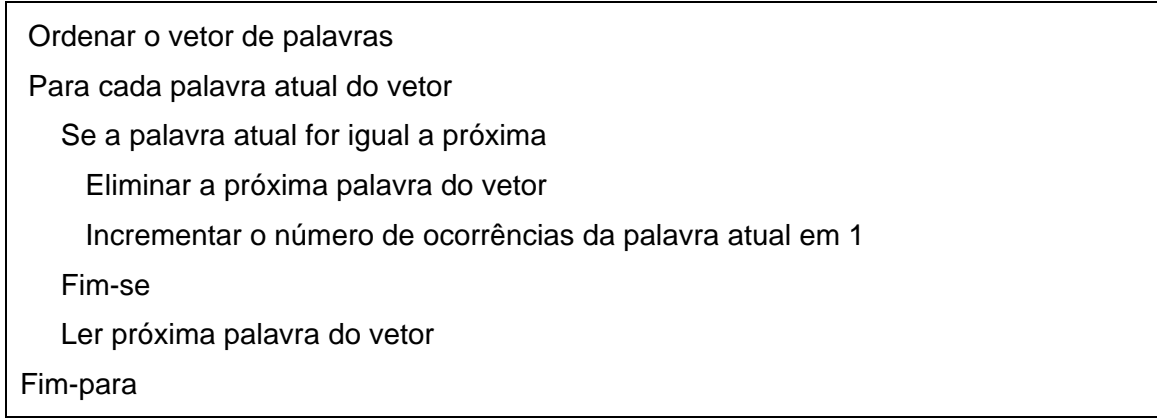 Ordenar o vetor de palavras
Para cada palavra atual do vetor
Se a palavra atual for igual a próxima
Eliminar a próxima palavra do vetor
Incrementar o número de ocorrências da palavra atual em 1
Fim-se
Ler próxima palavra do vetor
Fim-para